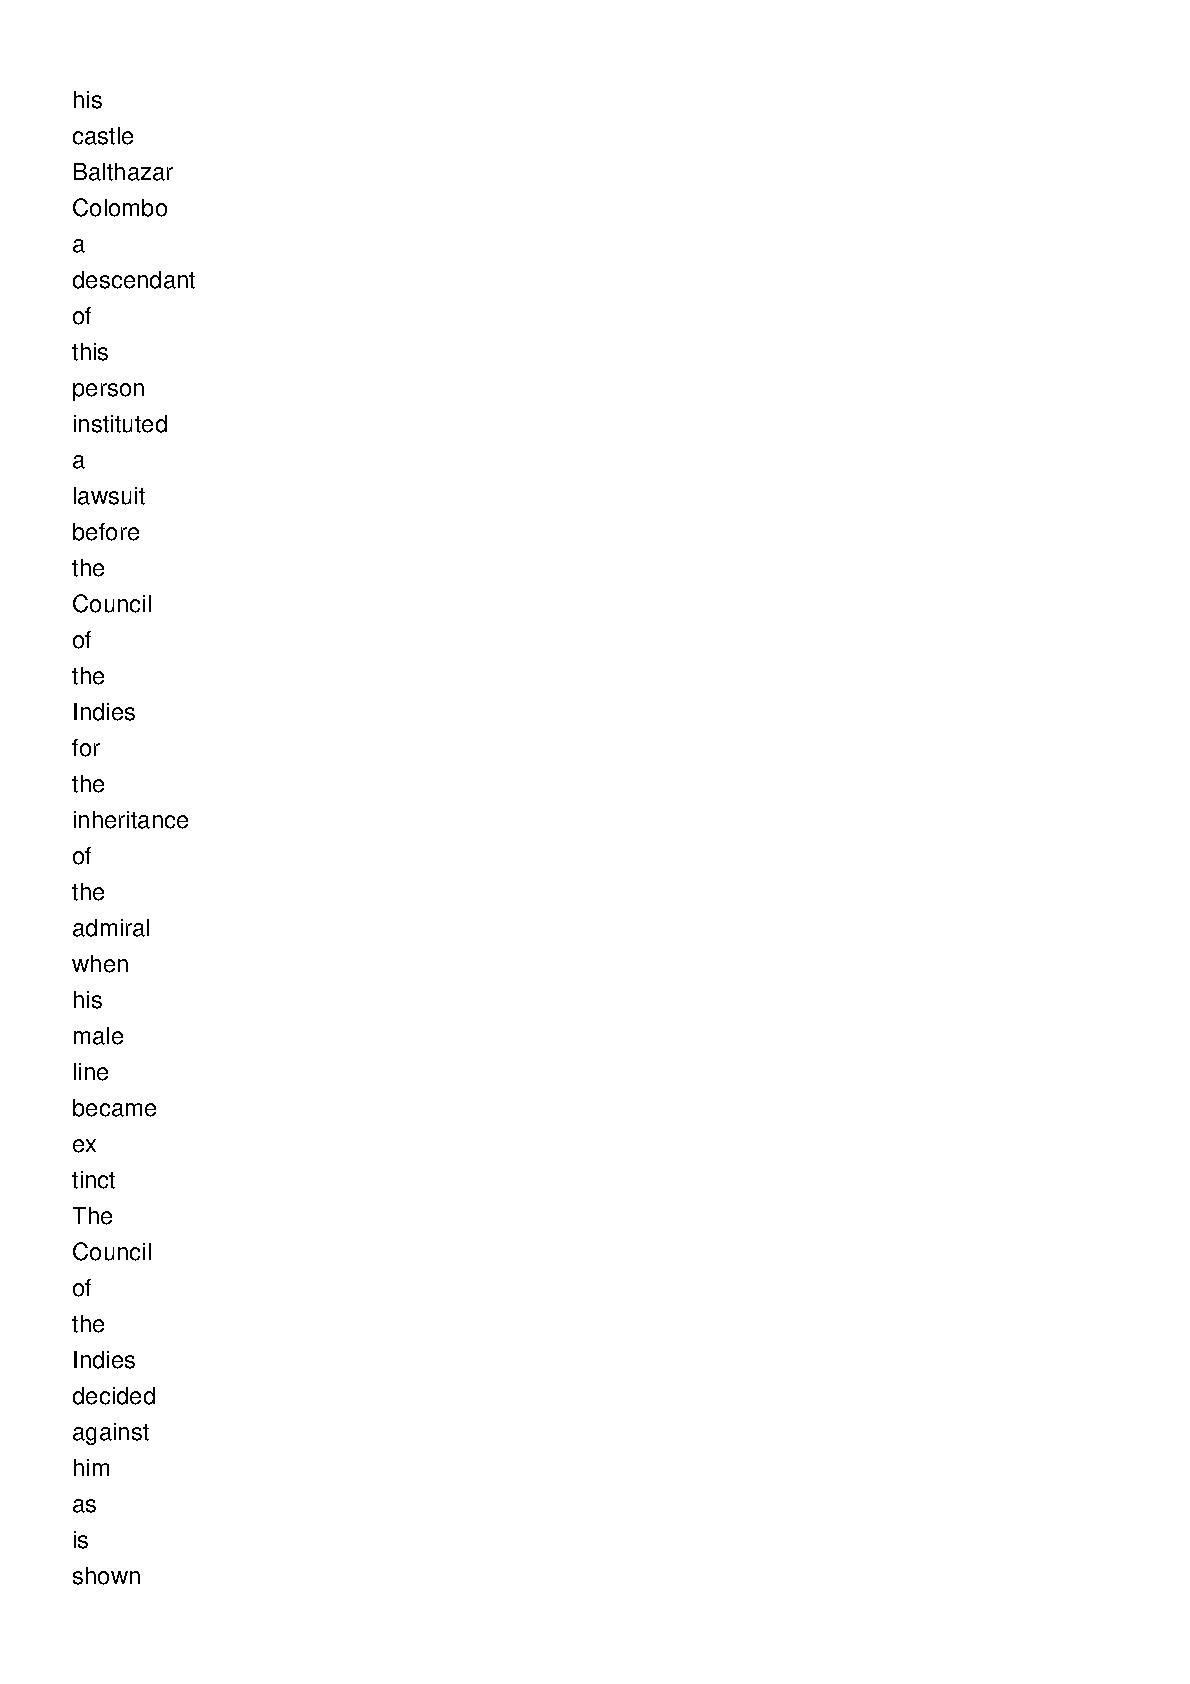 his
castle
Balthazar
Colombo
a
descendant
of
this
person
instituted
a
lawsuit
before
the
Council
of
the
Indies
for
the
inheritance
of
the
admiral
when
his
male
line
became
ex
tinct
The
Council
of
the
Indies
decided
against
him
as
is
shown